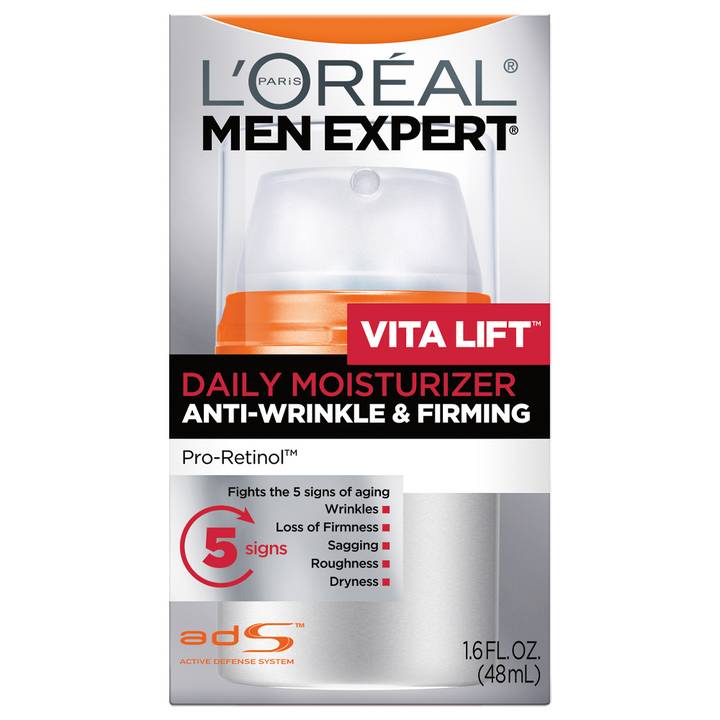 L'ORÉAL®
PARIS
MEN EXPERT®
VITA LIFT™
DAILY MOISTURIZER
ANTI-WRINKLE & FIRMING
Pro-Retinol™
Fights the 5 signs of aging
Wrinkles
Loss of Firmness
Sagging
Roughness
Dryness
5 signs
adS™
ACTIVE DEFENSE SYSTEM
1.6 FL. OZ.
(48mL)